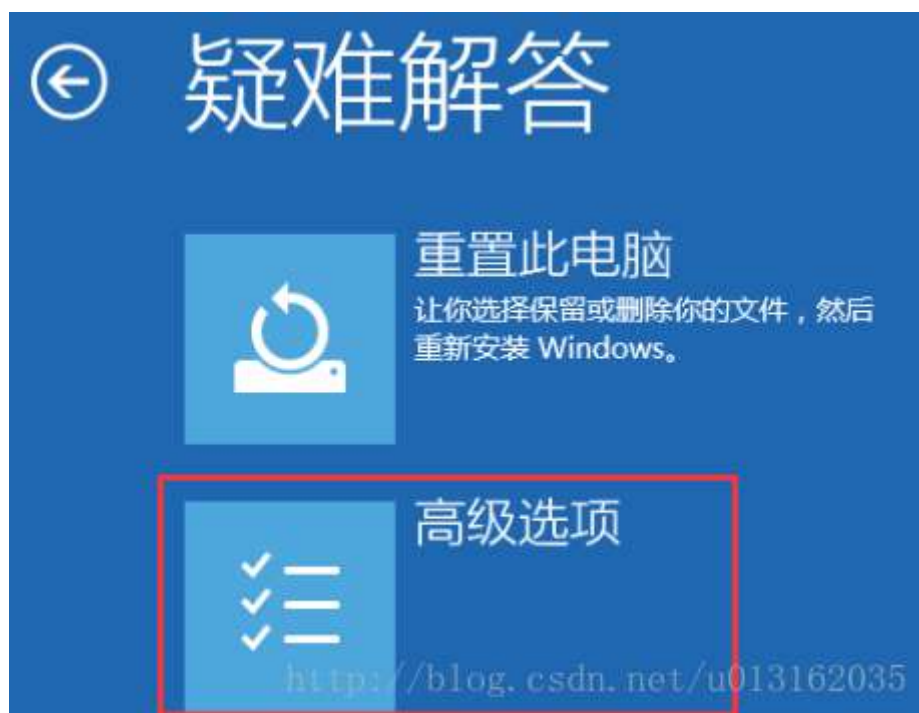 疑难解答
重置此电脑
让你选择保留或删除你的文件，然后
重新安装 Windows。
高级选项
http://blog.csdn.net/u013162035